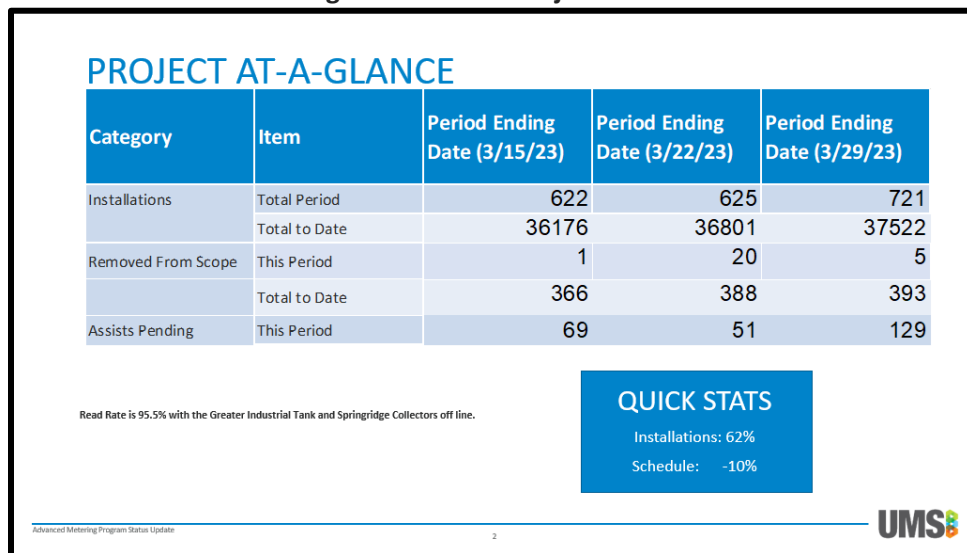 PROJECT AT-A-GLANCE
Category Item Period Ending Date (3/15/23) Period Ending Date (3/22/23) Period Ending Date (3/29/23)
Installations Total Period 622 625 721
Total to Date 36176 36801 37522
Removed From Scope This Period 1 20 5
Total to Date 366 388 393
Assists Pending This Period 69 51 129
Read Rate is 95.5% with the Greater Industrial Tank and Springridge Collectors off line.
QUICK STATS
Installations: 62%
Schedule: -10%
Advanced Metering Program Status Update
2
UMS